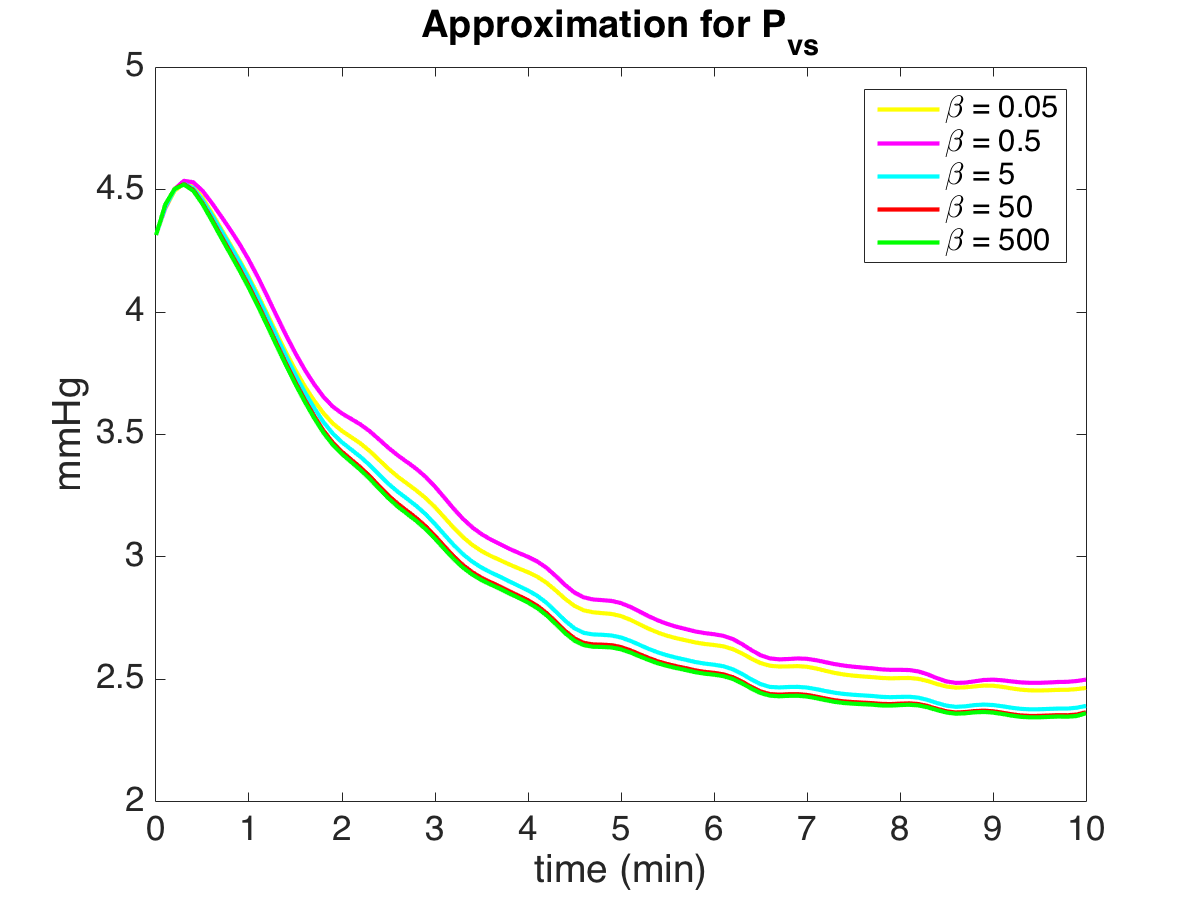 Approximation for P_vs
5
4.5
4
3.5
3
2.5
2
mmHg
β = 0.05
β = 0.5
β = 5
β = 50
β = 500
0 1 2 3 4 5 6 7 8 9 10
time (min)